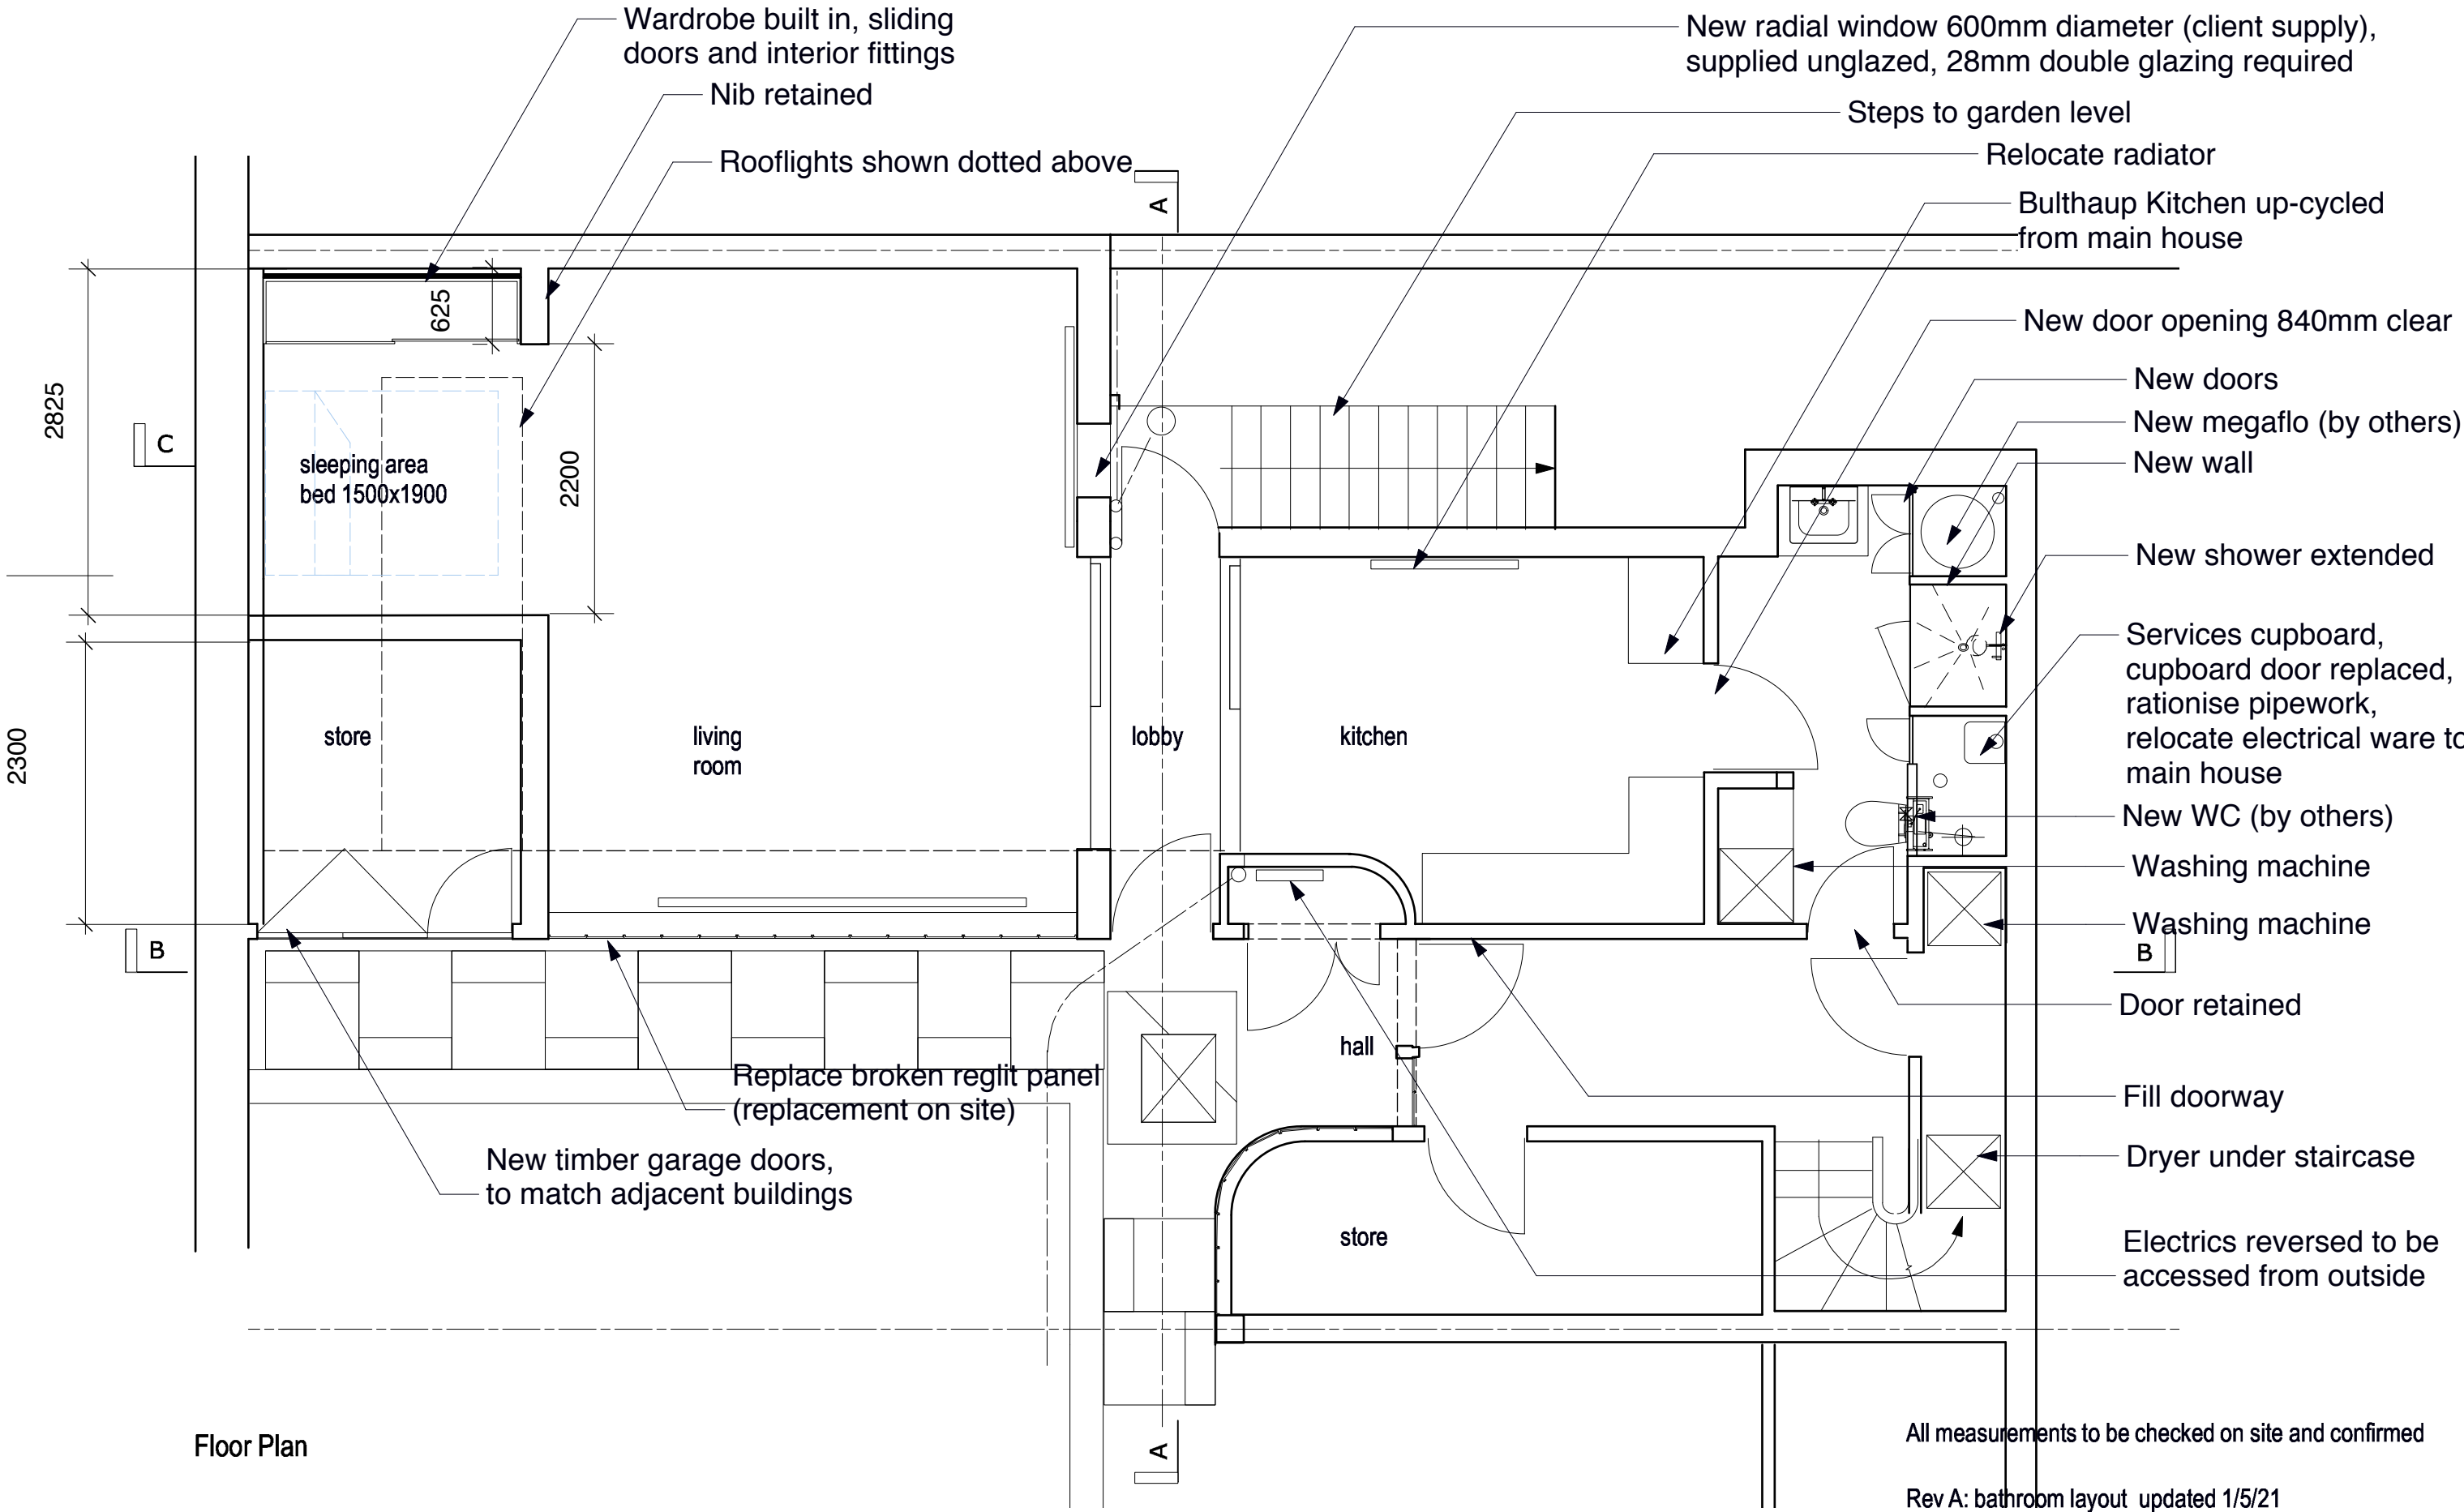 Wardrobe built in, sliding
doors and interior fittings
Nib retained
Rooflights shown dotted above
New radial window 600mm diameter (client supply),
supplied unglazed, 28mm double glazing required
Steps to garden level
Relocate radiator
Bulthaup Kitchen up-cycled
from main house
New door opening 840mm clear
New doors
New megaflo (by others)
New wall
New shower extended
Services cupboard,
cupboard door replaced,
rationise pipework,
relocate electrical ware to
main house
New WC (by others)
Washing machine
Washing machine
Door retained
Fill doorway
Dryer under staircase
Electrics reversed to be
accessed from outside
A
625
2825
C
sleeping area
bed 1500x1900
2200
2300
store
living
room
lobby
kitchen
B
B
hall
Replace broken reglit panel
(replacement on site)
New timber garage doors,
to match adjacent buildings
store
A
Floor Plan
All measurements to be checked on site and confirmed
Rev A: bathroom layout updated 1/5/21